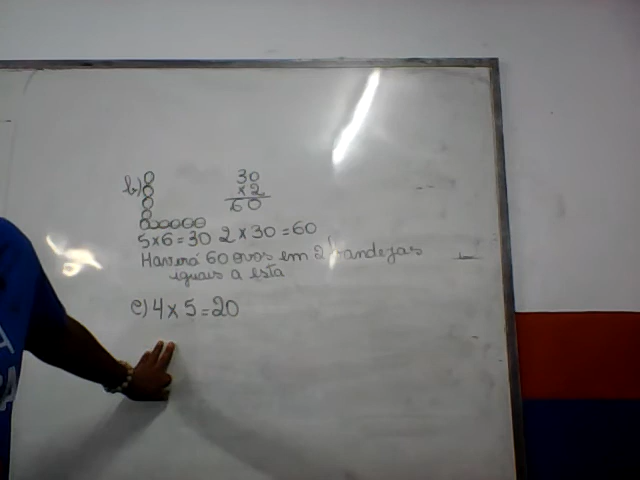 b)
30
x2
60
5x6=30 2x30=60
Haverá 60 ovos em 2 bandejas
iguais a esta
c) 4x5=20